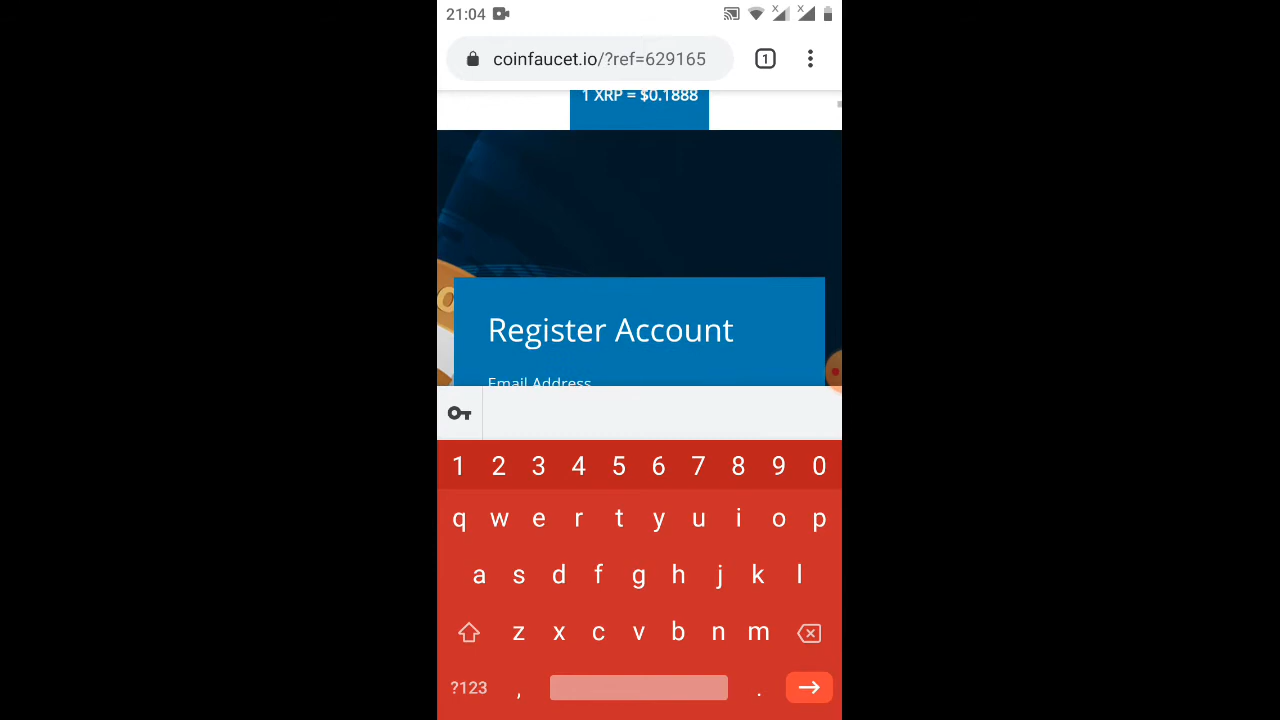 21:04
coinfaucet.io/?ref=629165
1
1 XRP = $0.1888
Register Account
Email Address
1 2 3 4 5 6 7 8 9 0
q w e r t y u i o p
a s d f g h j k l
z x c v b n m
?123 , .